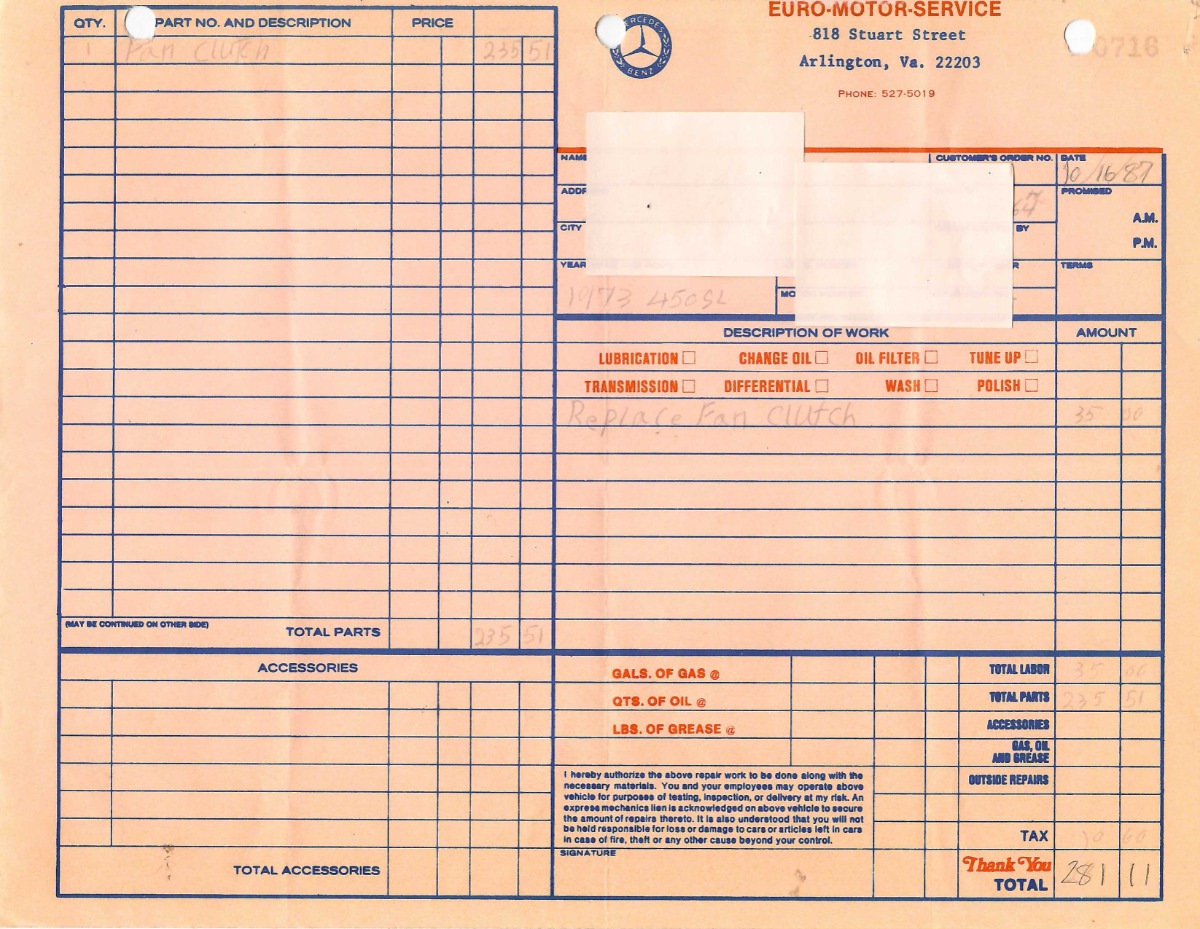 EURO-MOTOR-SERVICE
818 Stuart Street
Arlington, Va. 22203
PHONE: 527-5019
0716
MERCEDES
BENZ
QTY. PART NO. AND DESCRIPTION PRICE
1 Fan Clutch 235 51
(MAY BE CONTINUED ON OTHER SIDE) TOTAL PARTS 235 51
ACCESSORIES
TOTAL ACCESSORIES
NAME CUSTOMER'S ORDER NO. DATE
10/16/87
ADDR PROMISED
A.M.
CITY BY
P.M.
YEAR TERMS
1973 450SL MO
DESCRIPTION OF WORK AMOUNT
LUBRICATION CHANGE OIL OIL FILTER TUNE UP
TRANSMISSION DIFFERENTIAL WASH POLISH
Replace Fan Clutch 35 00
GALS. OF GAS @ TOTAL LABOR 35 00
QTS. OF OIL @ TOTAL PARTS 235 51
LBS. OF GREASE @ ACCESSORIES
GAS, OIL
AND GREASE
OUTSIDE REPAIRS
I hereby authorize the above repair work to be done along with the
necessary materials. You and your employees may operate above
vehicle for purposes of testing, inspection, or delivery at my risk. An
express mechanics lien is acknowledged on above vehicle to secure
the amount of repairs thereto. It is also understood that you will not
be held responsible for loss or damage to cars or articles left in cars
in case of fire, theft or any other cause beyond your control.
TAX 10 60
SIGNATURE
Thank You
TOTAL 281 11